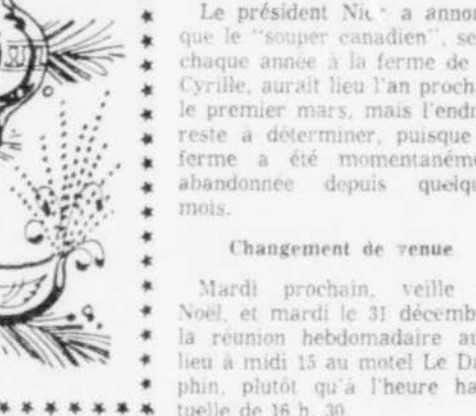 Le président a annon
que le "souper canadien", se
chaque année à la ferme de
Cyrille, aurait lieu l'an procha
le premier mars, mais l'endr
reste à déterminer, puisque
ferme a été momentanéme
abandonnée depuis quelqu
mois.
Changement de venue
Mardi prochain, veille
Noël, et mardi le 31 décemb
la réunion hebdomadaire au
lieu à midi 15 au motel Le Da
phin, plutôt qu'à l'heure ha
tuelle de 16 h. 30